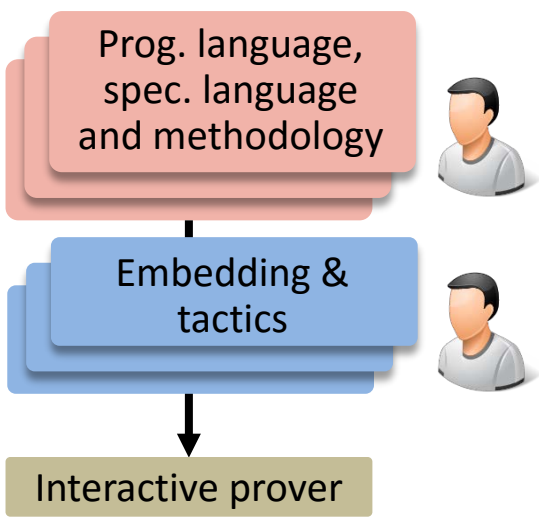 Prog. language,
spec. language
and methodology
Embedding &
tactics
Interactive prover